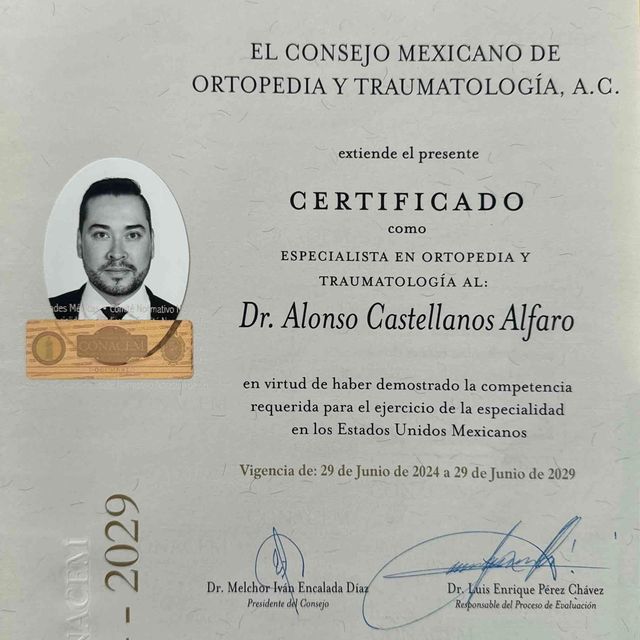 EL CONSEJO MEXICANO DE
ORTOPEDIA Y TRAUMATOLOGÍA, A.C.
extiende el presente
CERTIFICADO
como
ESPECIALISTA EN ORTOPEDIA Y
TRAUMATOLOGÍA AL:
Dr. Alonso Castellanos Alfaro
CONACEM
en virtud de haber demostrado la competencia
requerida para el ejercicio de la especialidad
en los Estados Unidos Mexicanos
Vigencia de: 29 de Junio de 2024 a 29 de Junio de 2029
- 2029
Dr. Melchor Iván Encalada Díaz
Presidente del Consejo
Dr. Luis Enrique Pérez Chávez
Responsable del Proceso de Evaluación